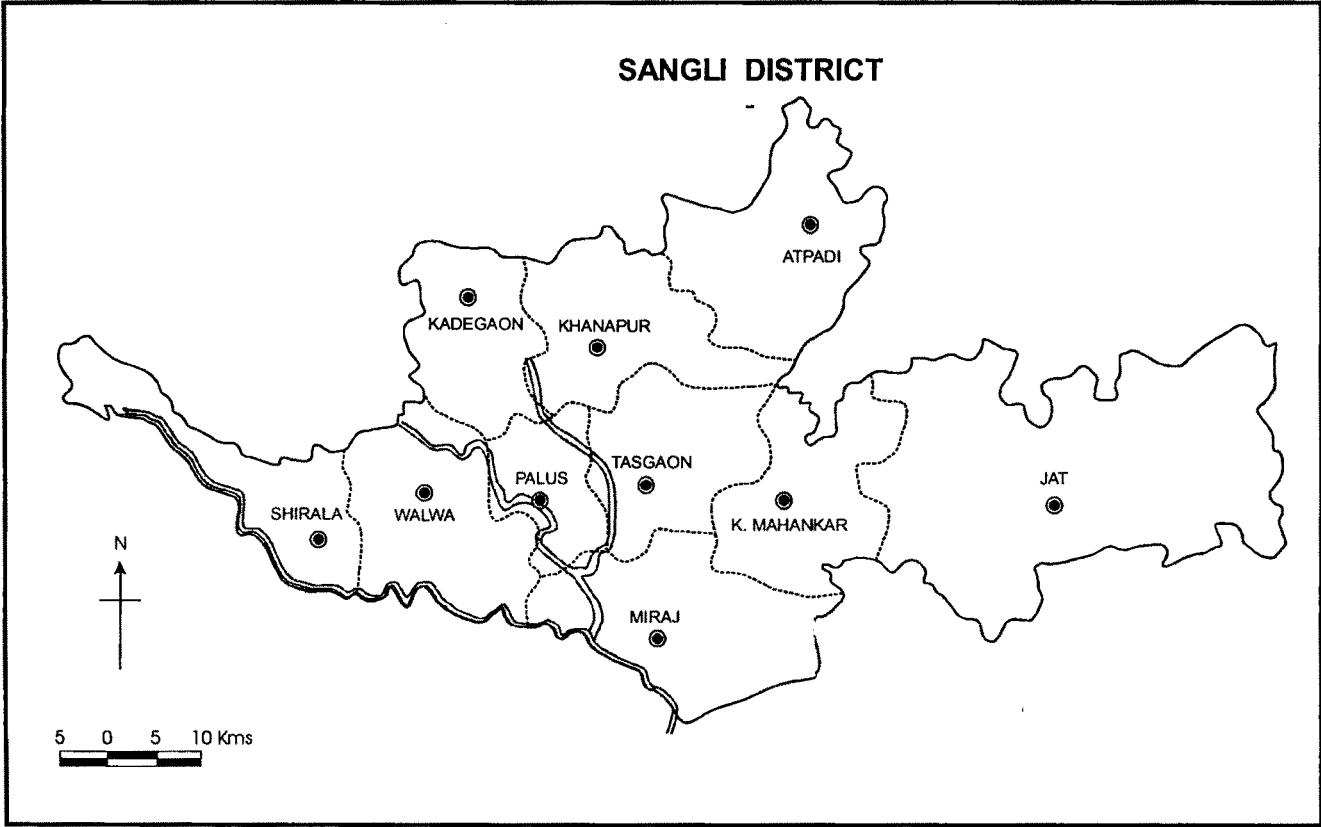 SANGLI DISTRICT
ATPADI
KADEGAON
KHANAPUR
TASGAON
PALUS
JAT
SHIRALA
WALWA
K. MAHANKAR
N
MIRAJ
5 0 5 10 Kms